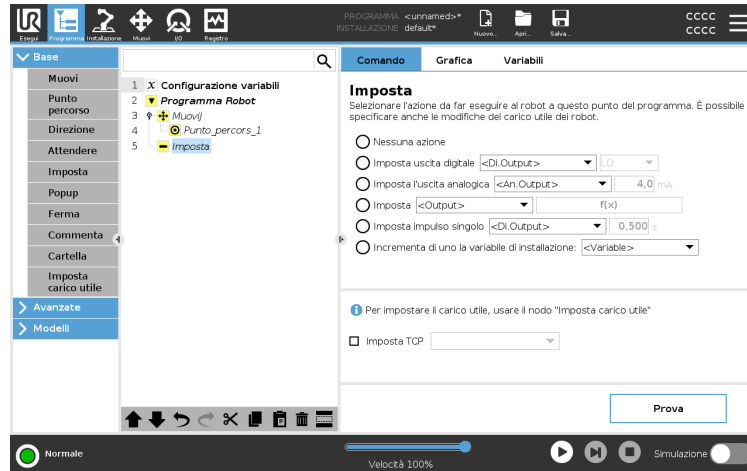 UR
PROGRAMMA <unnamed>*
INSTALLAZIONE default*
Esegui Programma Installazione Muovi I/O Registro
Nuovo... Apri... Salva...
cccc
cccc
Base
Muovi
Punto
percorso
Direzione
Attendere
Imposta
Popup
Ferma
Commenta
Cartella
Imposta
carico utile
Avanzate
Modelli
1 X Configurazione variabili
2 Programma Robot
3 MuoviJ
4 Punto_percors_1
5 Imposta
Comando Grafica Variabili
Imposta
Selezionare l'azione da far eseguire al robot a questo punto del programma. È possibile
specificare anche le modifiche del carico utile dei robot.
Nessuna azione
Imposta uscita digitale <Di.Output> LO
Imposta l'uscita analogica <An.Output> 4,0 mA
Imposta <Output> f(x)
Imposta impulso singolo <Di.Output> 0,500 s
Incrementa di uno la variabile di installazione: <Variable>
Per impostare il carico utile, usare il nodo "Imposta carico utile"
Imposta TCP
Prova
Normale
Velocità 100%
Simulazione